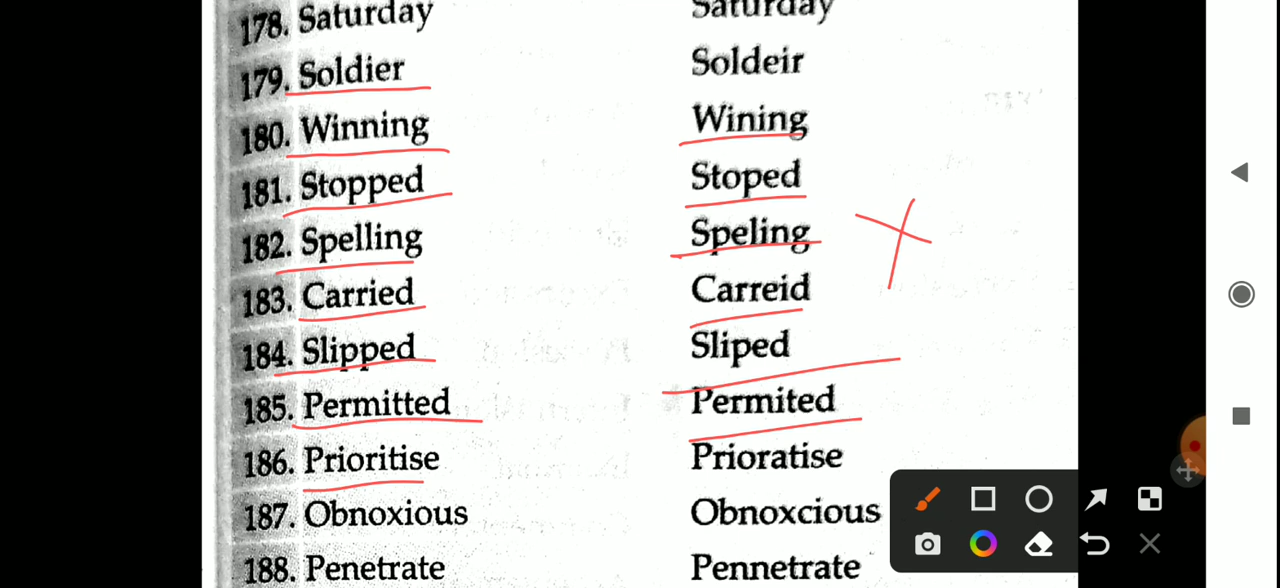 178. Saturday Saturday
179. Soldier Soldeir
180. Winning Wining
181. Stopped Stoped
182. Spelling Speling
183. Carried Carreid
184. Slipped Sliped
185. Permitted Permited
186. Prioritise Prioratise
187. Obnoxious Obnoxcious
188. Penetrate Pennetrate